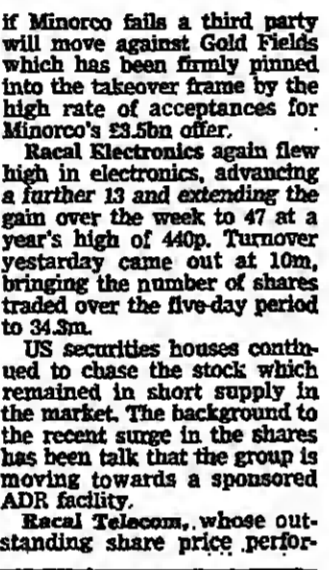 if Minorco fails a third party
will move against Gold Fields
which has been firmly pinned
into the takeover frame by the
high rate of acceptances for
Minorco's £3.5bn offer.
Racal Electronics again flew
high in electronics, advancing
a further 13 and extending the
gain over the week to 47 at a
year's high of 440p. Turnover
yestarday came out at 10m,
bringing the number of shares
traded over the five-day period
to 34.3m.
US securities houses contin-
ued to chase the stock which
remained in short supply in
the market. The background to
the recent surge in the shares
has been talk that the group is
moving towards a sponsored
ADR facility.
Racal Telecom, whose out-
standing share price perfor-